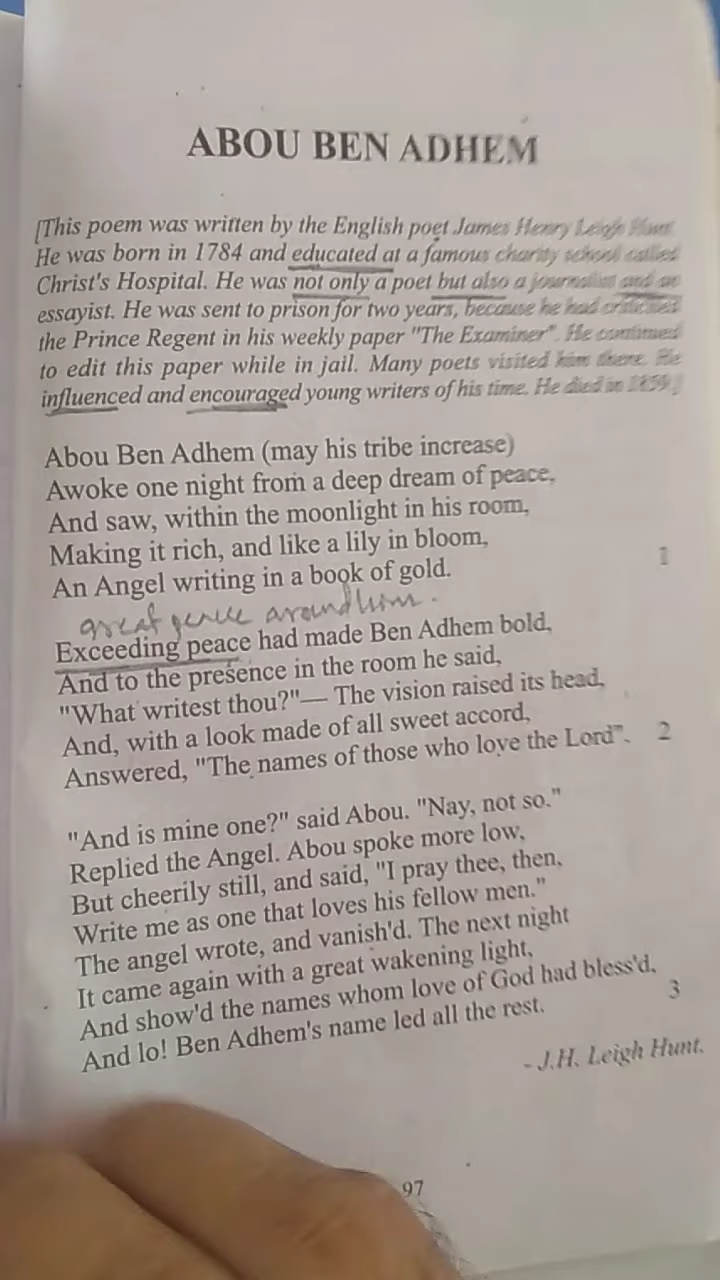 ABOU BEN ADHEM
[This poem was written by the English poet James Henry Leigh Hunt.
He was born in 1784 and educated at a famous charity school called
Christ's Hospital. He was not only a poet but also a journalist and an
essayist. He was sent to prison for two years, because he had criticised
the Prince Regent in his weekly paper "The Examiner". He continued
to edit this paper while in jail. Many poets visited him there. He
influenced and encouraged young writers of his time. He died in 1859.]
Abou Ben Adhem (may his tribe increase)
Awoke one night from a deep dream of peace,
And saw, within the moonlight in his room,
Making it rich, and like a lily in bloom,
An Angel writing in a book of gold. 1
great peace around him.
Exceeding peace had made Ben Adhem bold,
And to the presence in the room he said,
"What writest thou?"— The vision raised its head,
And, with a look made of all sweet accord,
Answered, "The names of those who love the Lord". 2
"And is mine one?" said Abou. "Nay, not so."
Replied the Angel. Abou spoke more low,
But cheerily still, and said, "I pray thee, then,
Write me as one that loves his fellow men."
The angel wrote, and vanish'd. The next night
It came again with a great wakening light,
And show'd the names whom love of God had bless'd,
And lo! Ben Adhem's name led all the rest. 3
- J.H. Leigh Hunt.
97